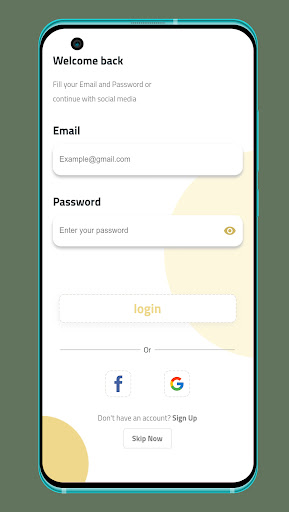 Welcome back
Fill your Email and Password or
continue with social media
Email
Example@gmail.com
Password
Enter your password
login
Or
Don't have an account? Sign Up
Skip Now